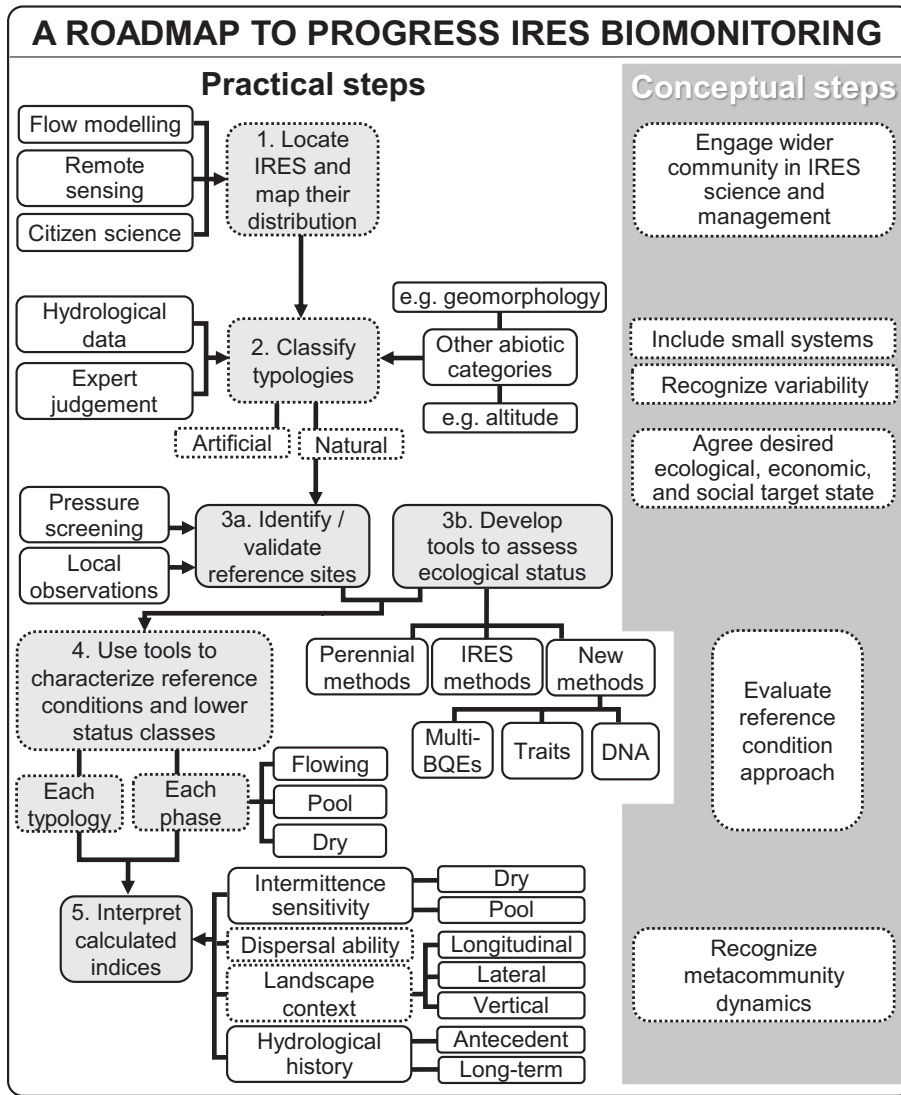 A ROADMAP TO PROGRESS IRES BIOMONITORING
Practical steps
Conceptual steps
Flow modelling
Remote
sensing
Citizen science
1. Locate
IRES and
map their
distribution
Engage wider
community in IRES
science and
management
Hydrological
data
Expert
judgement
2. Classify
typologies
e.g. geomorphology
Other abiotic
categories
e.g. altitude
Include small systems
Recognize variability
Artificial
Natural
Agree desired
ecological, economic,
and social target state
Pressure
screening
Local
observations
3a. Identify /
validate
reference sites
3b. Develop
tools to assess
ecological status
4. Use tools to
characterize reference
conditions and lower
status classes
Perennial
methods
IRES
methods
New
methods
Multi-
BQEs
Traits
DNA
Evaluate
reference
condition
approach
Each
typology
Each
phase
Flowing
Pool
Dry
5. Interpret
calculated
indices
Intermittence
sensitivity
Dry
Pool
Dispersal ability
Landscape
context
Longitudinal
Lateral
Vertical
Hydrological
history
Antecedent
Long-term
Recognize
metacommunity
dynamics